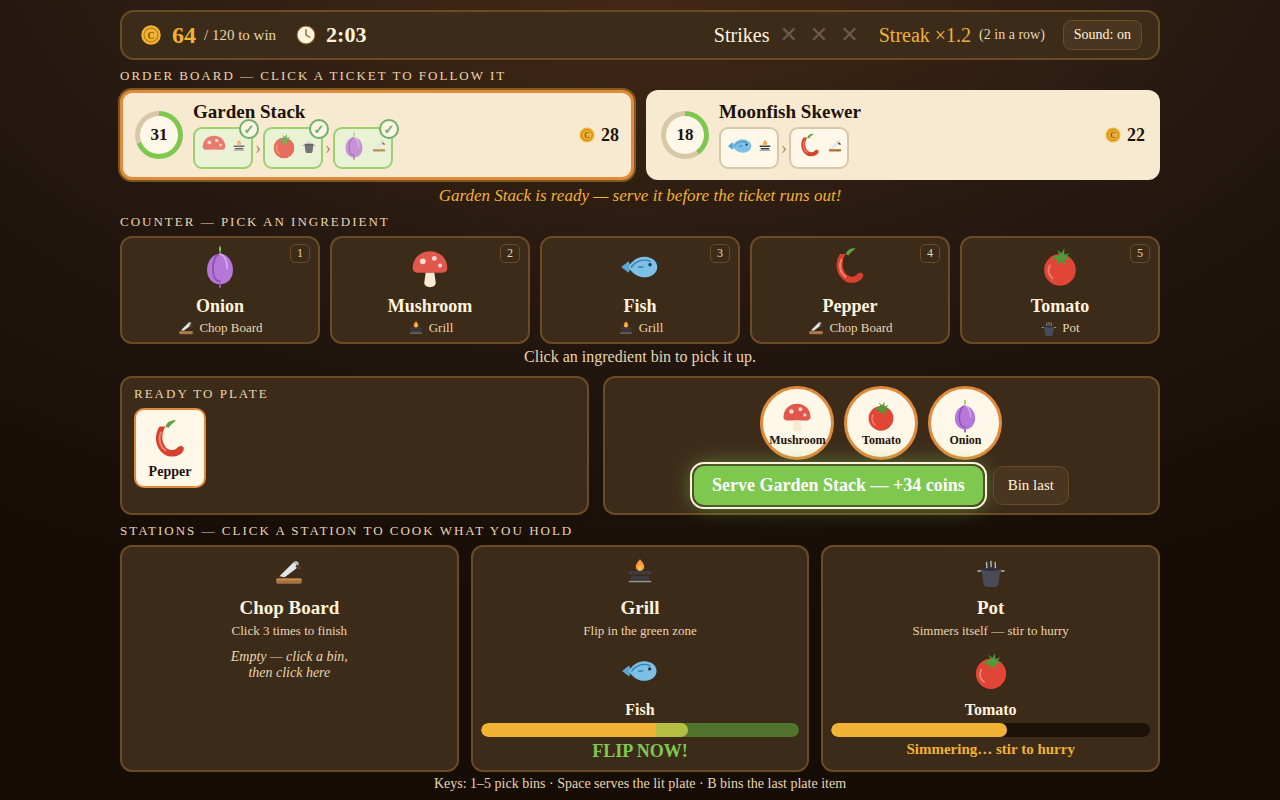 64 / 120 to win 2:03 Strikes Streak ×1.2 (2 in a row) Sound: on
ORDER BOARD — CLICK A TICKET TO FOLLOW IT
31 Garden Stack 28
18 Moonfish Skewer 22
Garden Stack is ready — serve it before the ticket runs out!
COUNTER — PICK AN INGREDIENT
1 2 3 4 5
Onion Mushroom Fish Pepper Tomato
Chop Board Grill Grill Chop Board Pot
Click an ingredient bin to pick it up.
READY TO PLATE
Pepper
Mushroom Tomato Onion
Serve Garden Stack — +34 coins Bin last
STATIONS — CLICK A STATION TO COOK WHAT YOU HOLD
Chop Board
Click 3 times to finish
Empty — click a bin,
then click here
Grill
Flip in the green zone
Fish
FLIP NOW!
Pot
Simmers itself — stir to hurry
Tomato
Simmering… stir to hurry
Keys: 1–5 pick bins · Space serves the lit plate · B bins the last plate item